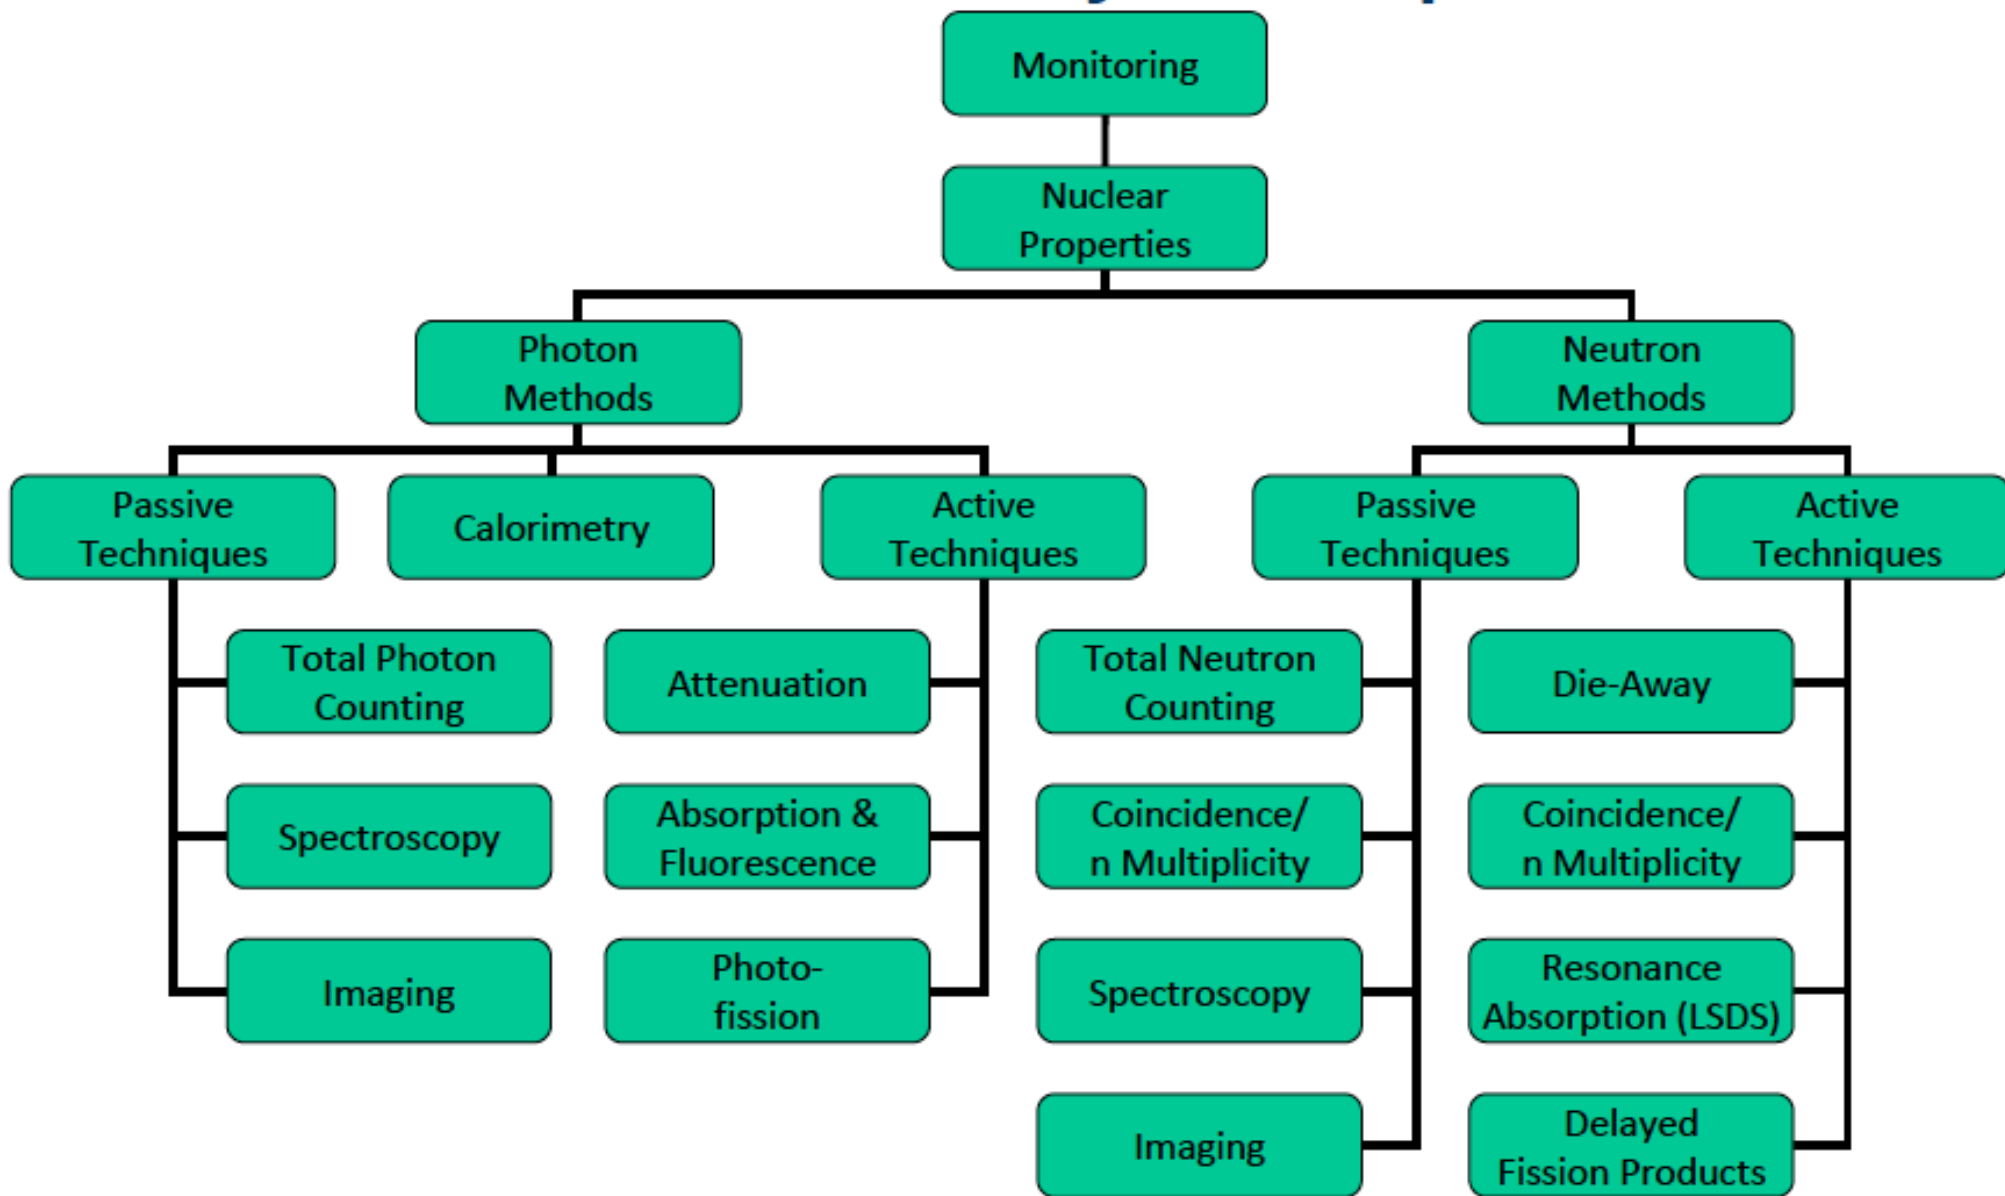 Monitoring
Nuclear
Properties
Photon
Methods
Neutron
Methods
Passive
Techniques
Calorimetry
Active
Techniques
Passive
Techniques
Active
Techniques
Total Photon
Counting
Attenuation
Total Neutron
Counting
Die-Away
Spectroscopy
Absorption &
Fluorescence
Coincidence/
n Multiplicity
Coincidence/
n Multiplicity
Imaging
Photo-
fission
Spectroscopy
Resonance
Absorption (LSDS)
Imaging
Delayed
Fission Products